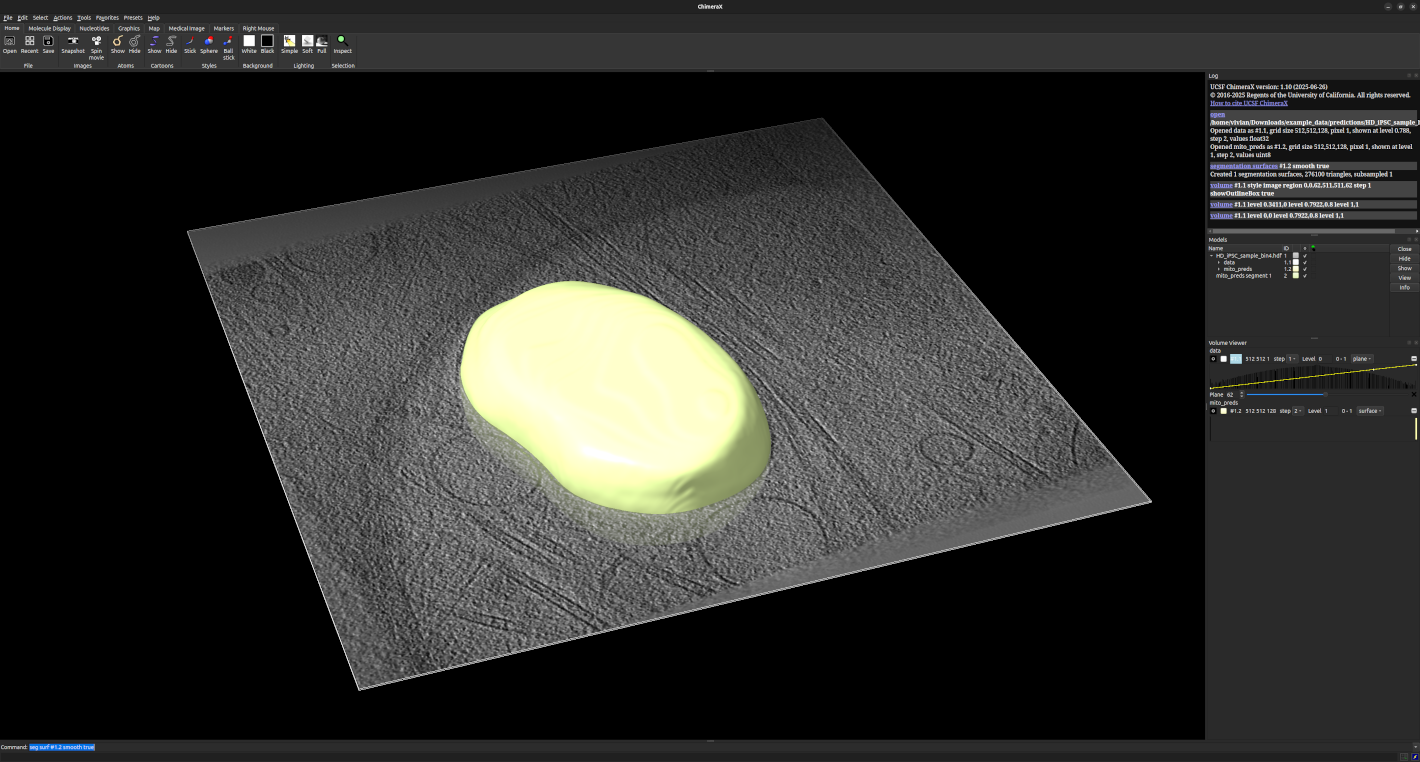 ChimeraX
File Edit Select Actions Tools Favorites Presets Help
Home Molecule Display Nucleotides Graphics Map Medical Image Markers Right Mouse
Open Recent Save Snapshot Spin movie Show Hide Show Hide Stick Sphere Ball stick White Black Simple Soft Full Inspect
File Images Atoms Cartoons Styles Background Lighting Selection
Log
UCSF ChimeraX version: 1.10 (2025-06-26)
© 2016-2025 Regents of the University of California. All rights reserved.
How to cite UCSF ChimeraX
open
/home/vivian/Downloads/example_data/predictions/HD_iPSC_sample_
Opened data as #1.1, grid size 512,512,128, pixel 1, shown at level 0.788,
step 2, values float32
Opened mito_preds as #1.2, grid size 512,512,128, pixel 1, shown at level
1, step 2, values uint8
segmentation surfaces #1.2 smooth true
Created 1 segmentation surfaces, 276100 triangles, subsampled 1
volume #1.1 style image region 0,0,62,511,511,62 step 1
showOutlineBox true
volume #1.1 level 0.3411,0 level 0.7922,0.8 level 1,1
volume #1.1 level 0,0 level 0.7922,0.8 level 1,1
Models
Name ID
HD_iPSC_sample_bin4.hdf 1
data 1.1
mito_preds 1.2
mito_preds segment 1 2
Close
Hide
Show
View
Info
Volume Viewer
data
512 512 1 step 1 Level 0 0 - 1 plane
Plane 62
mito_preds
#1.2 512 512 128 step 2 Level 1 0 - 1 surface
Command: seg surf #1.2 smooth true